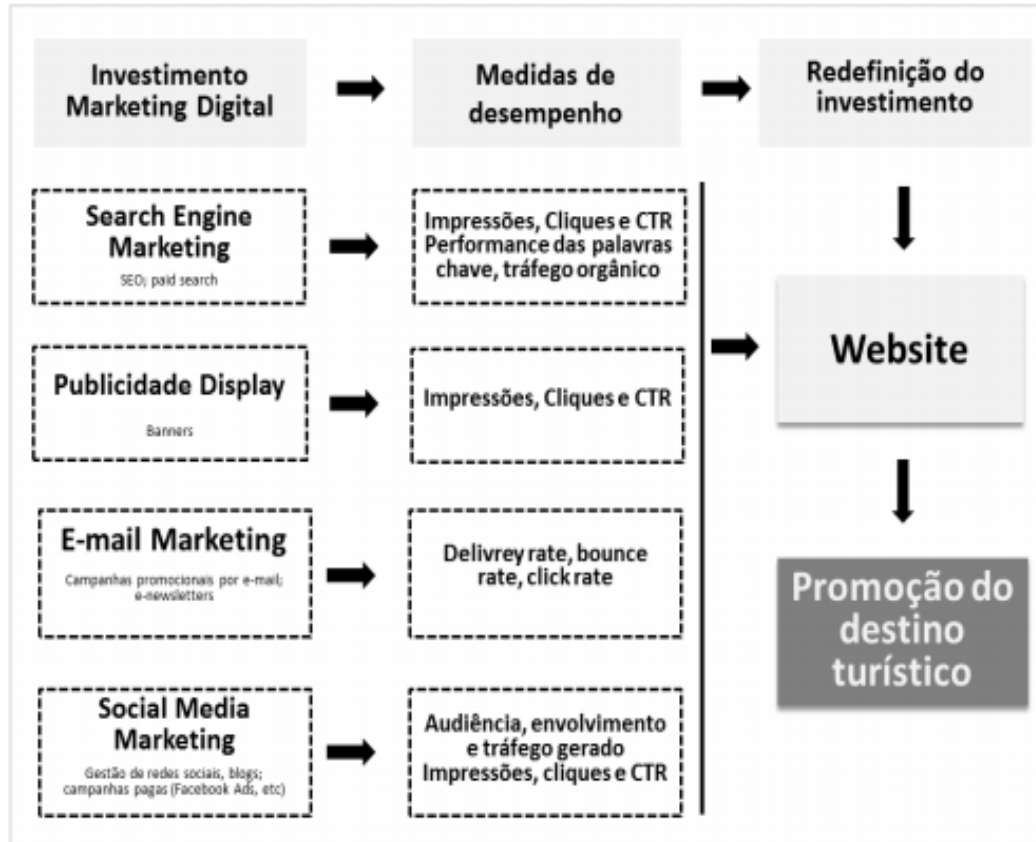 Investimento
Marketing Digital
Medidas de
desempenho
Redefinição do
investimento
Search Engine
Marketing
SEO; paid search
Impressões, Cliques e CTR
Performance das palavras
chave, tráfego orgânico
Publicidade Display
Banners
Impressões, Cliques e CTR
Website
E-mail Marketing
Campanhas promocionais por e-mail;
e-newsletters
Delivrey rate, bounce
rate, click rate
Promoção do
destino
turístico
Social Media
Marketing
Gestão de redes sociais, blogs;
campanhas pagas (Facebook Ads, etc)
Audiência, envolvimento
e tráfego gerado
Impressões, cliques e CTR